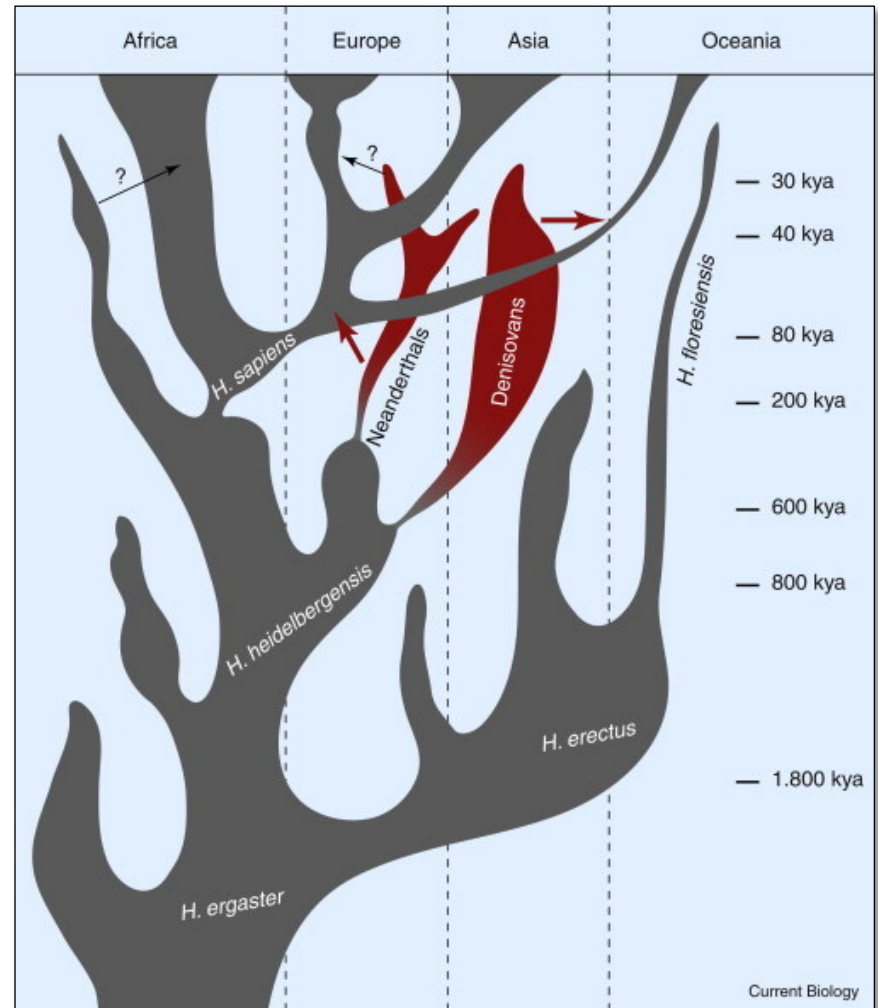 Africa
Europe
Asia
Oceania
?
?
30 kya
40 kya
80 kya
200 kya
600 kya
800 kya
1.800 kya
H. sapiens
Neanderthals
Denisovans
H. floresiensis
H. heidelbergensis
H. erectus
H. ergaster
Current Biology